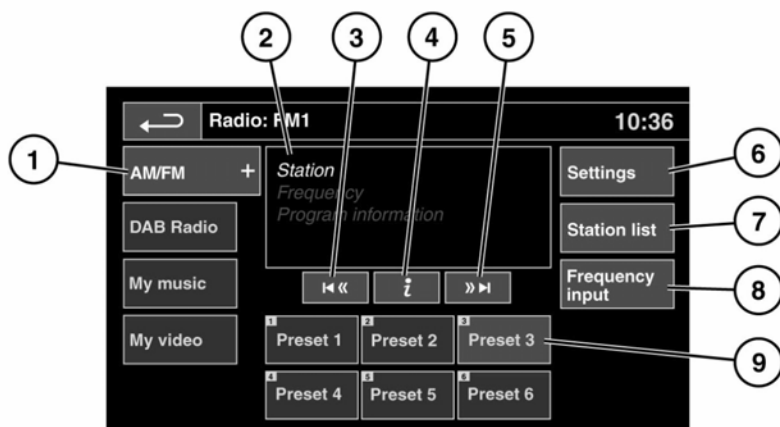 2 3 4 5
Radio: FM1 10:36
1
AM/FM +
Station
Frequency
Program information
Settings
6
DAB Radio
Station list
7
My music
i
Frequency
input
8
My video
1 Preset 1
2 Preset 2
3 Preset 3
9
4 Preset 4
5 Preset 5
6 Preset 6